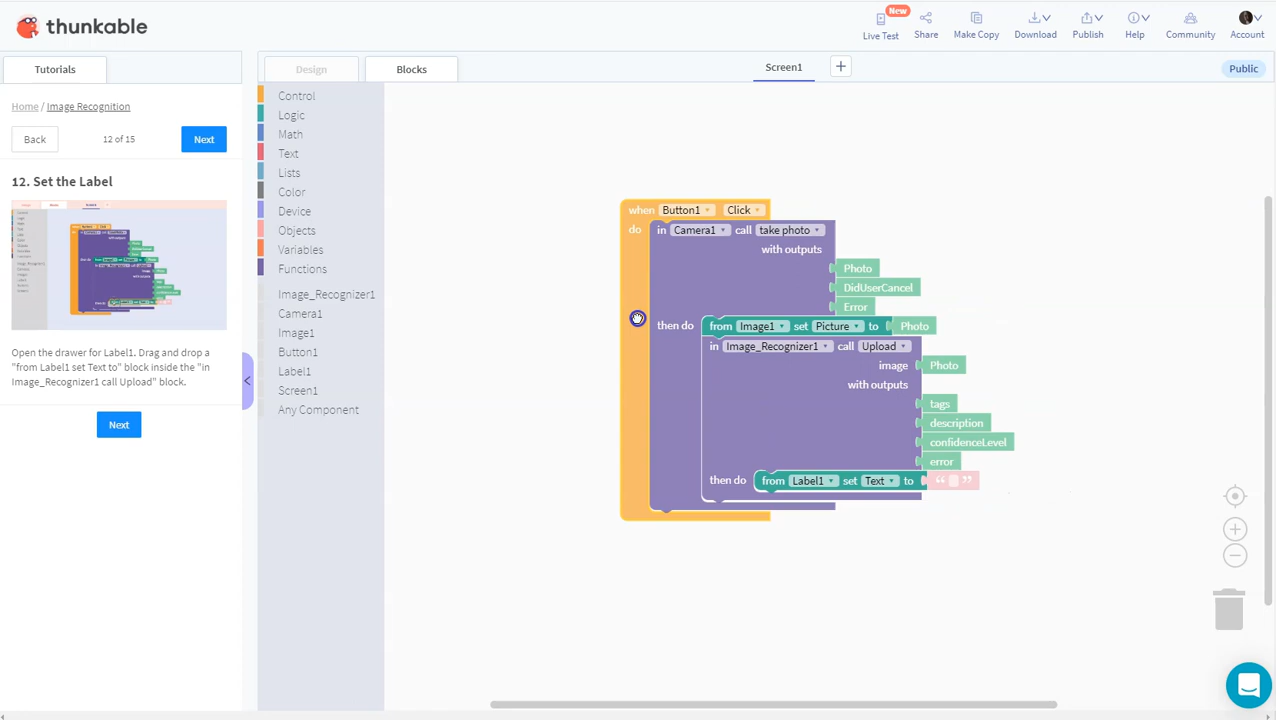 thunkable
New
Live Test
Share
Make Copy
Download
Publish
Help
Community
Account
Tutorials
Design
Blocks
Screen1
+
Public
Home / Image Recognition
Back
12 of 15
Next
12. Set the Label
Open the drawer for Label1. Drag and drop a
"from Label1 set Text to" block inside the "in
Image_Recognizer1 call Upload" block.
Next
Control
Logic
Math
Text
Lists
Color
Device
Objects
Variables
Functions
Image_Recognizer1
Camera1
Image1
Button1
Label1
Screen1
Any Component
when Button1 Click
do in Camera1 call take photo
with outputs
Photo
DidUserCancel
Error
then do from Image1 set Picture to Photo
in Image_Recognizer1 call Upload
image Photo
with outputs
tags
description
confidenceLevel
error
then do from Label1 set Text to “ ”